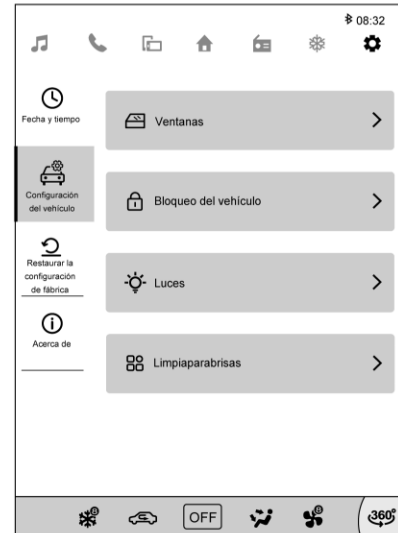 08:32
Fecha y tiempo
Ventanas
Configuración
del vehículo
Bloqueo del vehículo
Restaurar la
configuración
de fábrica
Luces
Acerca de
Limpiaparabrisas
OFF
360°